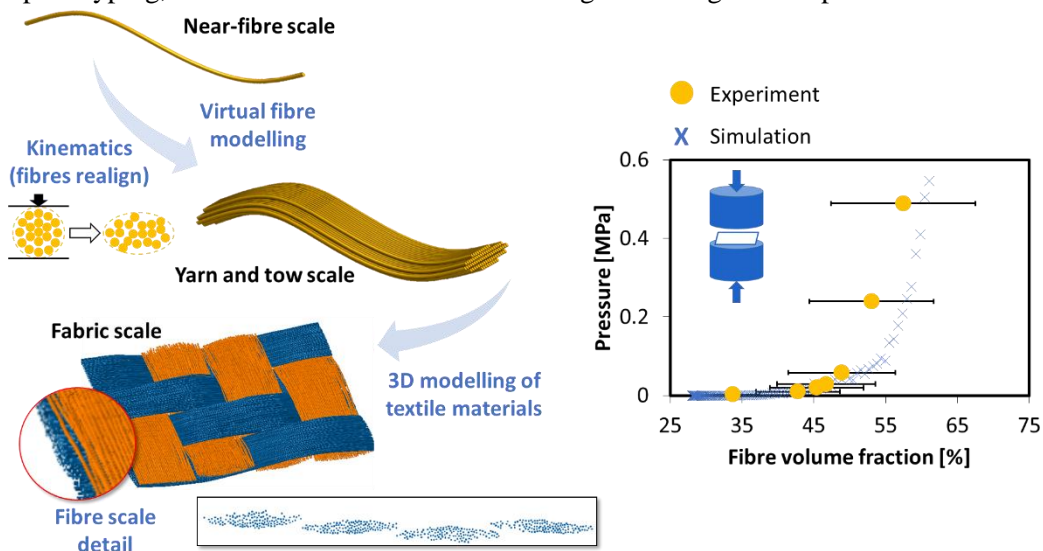 Near-fibre scale
Virtual fibre
modelling
Kinematics
(fibres realign)
Yarn and tow scale
Fabric scale
3D modelling of
textile materials
Fibre scale
detail
Experiment
X Simulation
Pressure [MPa]
0.6
0.4
0.2
0
25 35 45 55 65 75
Fibre volume fraction [%]